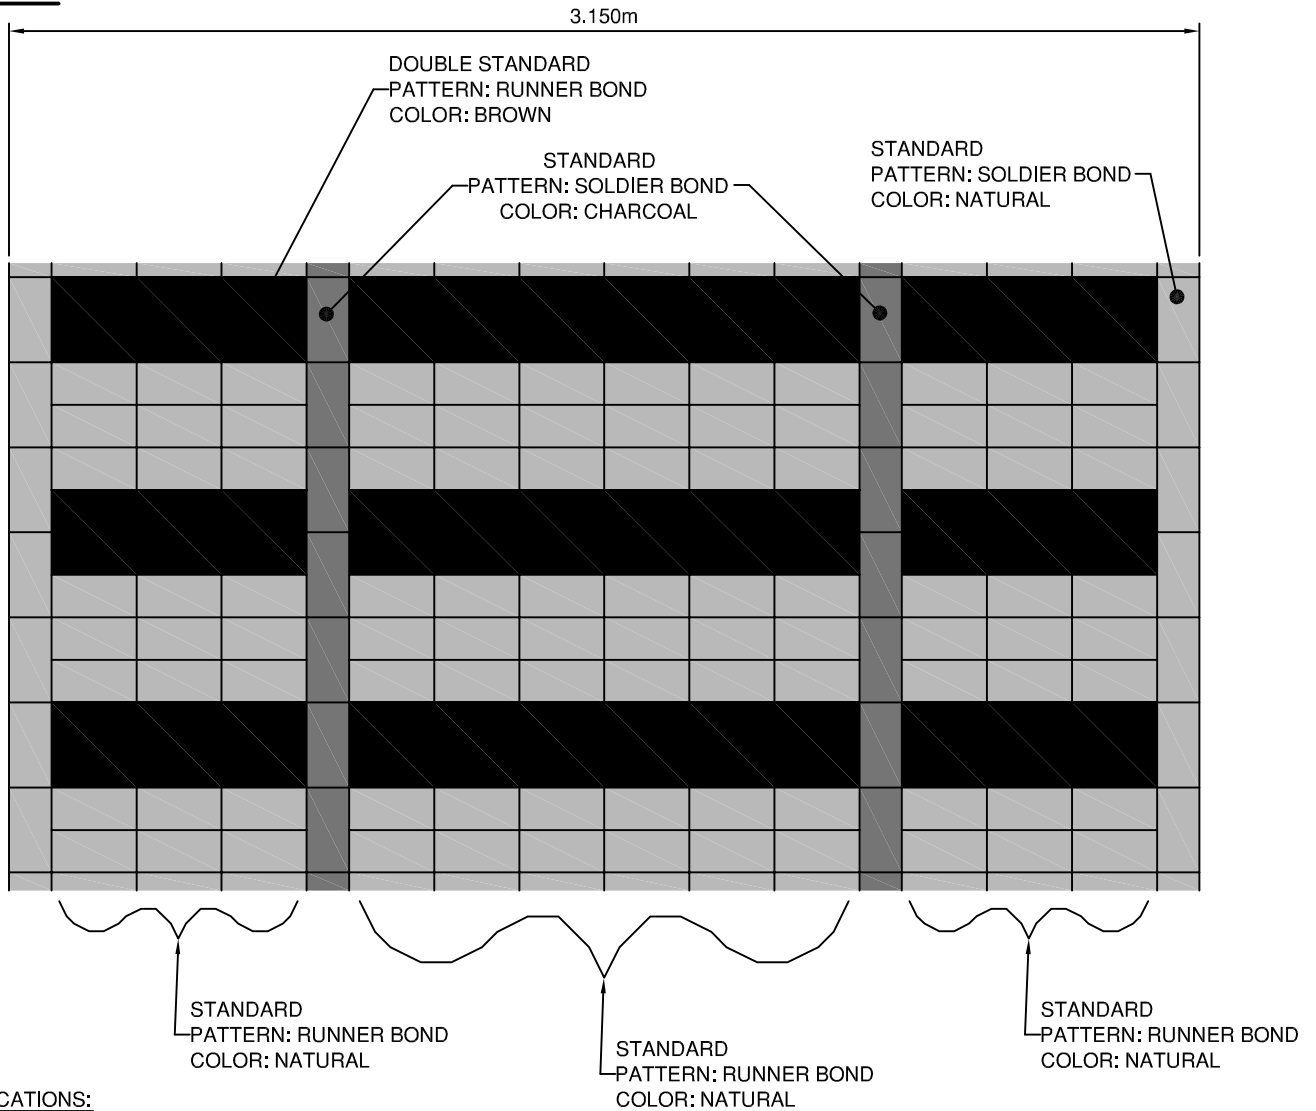 3.150m
DOUBLE STANDARD
PATTERN: RUNNER BOND
COLOR: BROWN
STANDARD
PATTERN: SOLDIER BOND
COLOR: CHARCOAL
STANDARD
PATTERN: SOLDIER BOND
COLOR: NATURAL
STANDARD
PATTERN: RUNNER BOND
COLOR: NATURAL
STANDARD
PATTERN: RUNNER BOND
COLOR: NATURAL
STANDARD
PATTERN: RUNNER BOND
COLOR: NATURAL
CATIONS: